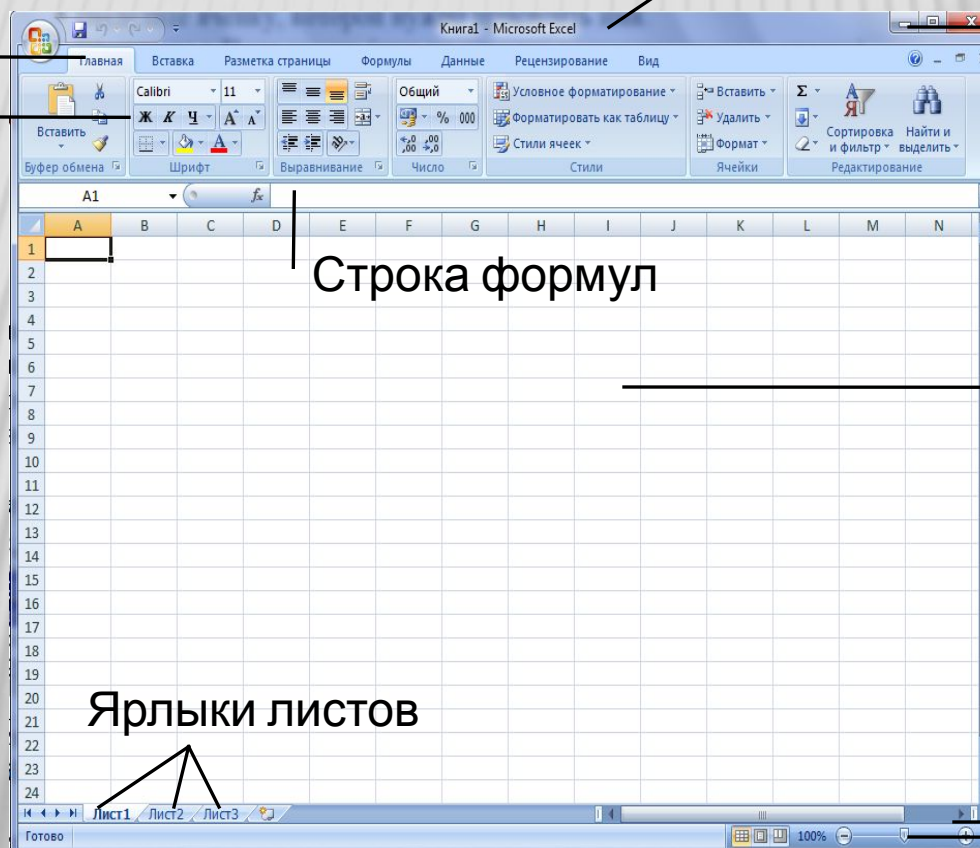 Книга1 - Microsoft Excel
Главная Вставка Разметка страницы Формулы Данные Рецензирование Вид
Calibri 11 Общий Условное форматирование Вставить Σ
Ж К Ч A A % 000 Форматировать как таблицу Удалить
Вставить Стили ячеек Формат Сортировка и фильтр Найти и выделить
Буфер обмена Шрифт Выравнивание Число Стили Ячейки Редактирование
A1 fx
A B C D E F G H I J K L M N
1
Строка формул
2
3
4
5
6
7
8
9
10
11
12
13
14
15
16
17
18
19
20
Ярлыки листов
21
22
23
24
Лист1 Лист2 Лист3
Готово 100%